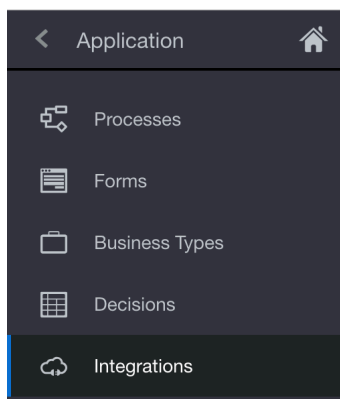 Application
Processes
Forms
Business Types
Decisions
Integrations